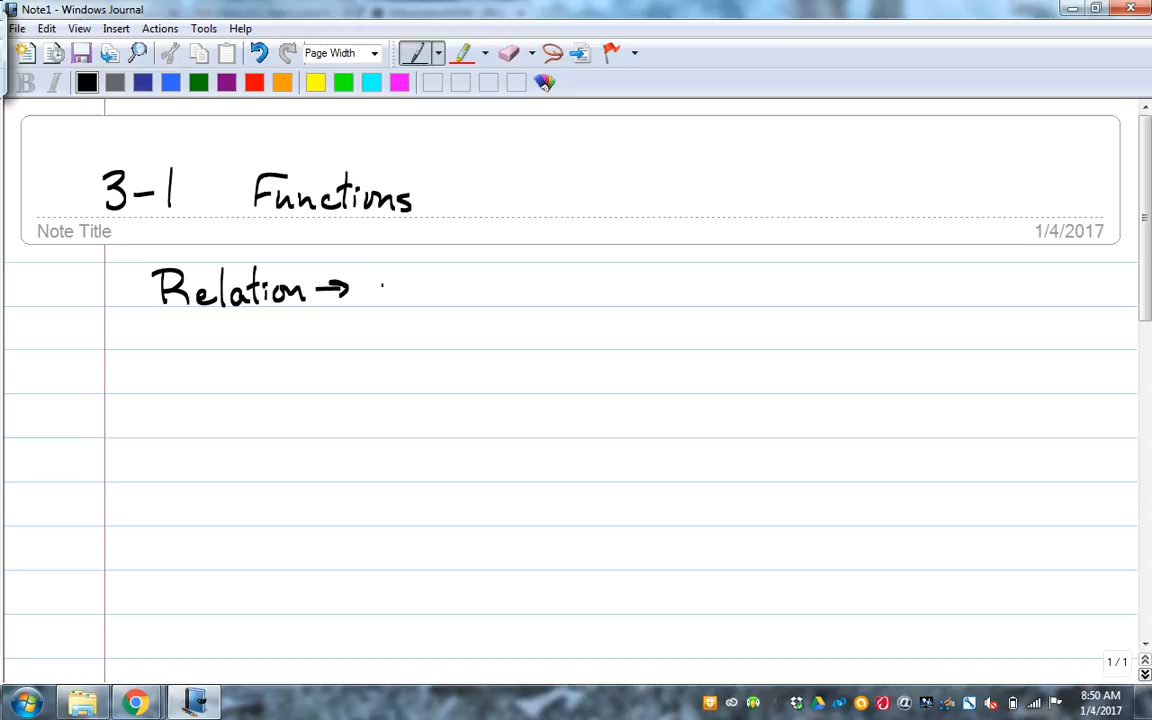 Note1 - Windows Journal
File Edit View Insert Actions Tools Help
Page Width
B I
3-1 Functions
Note Title 1/4/2017
Relation →
1 / 1
8:50 AM
1/4/2017